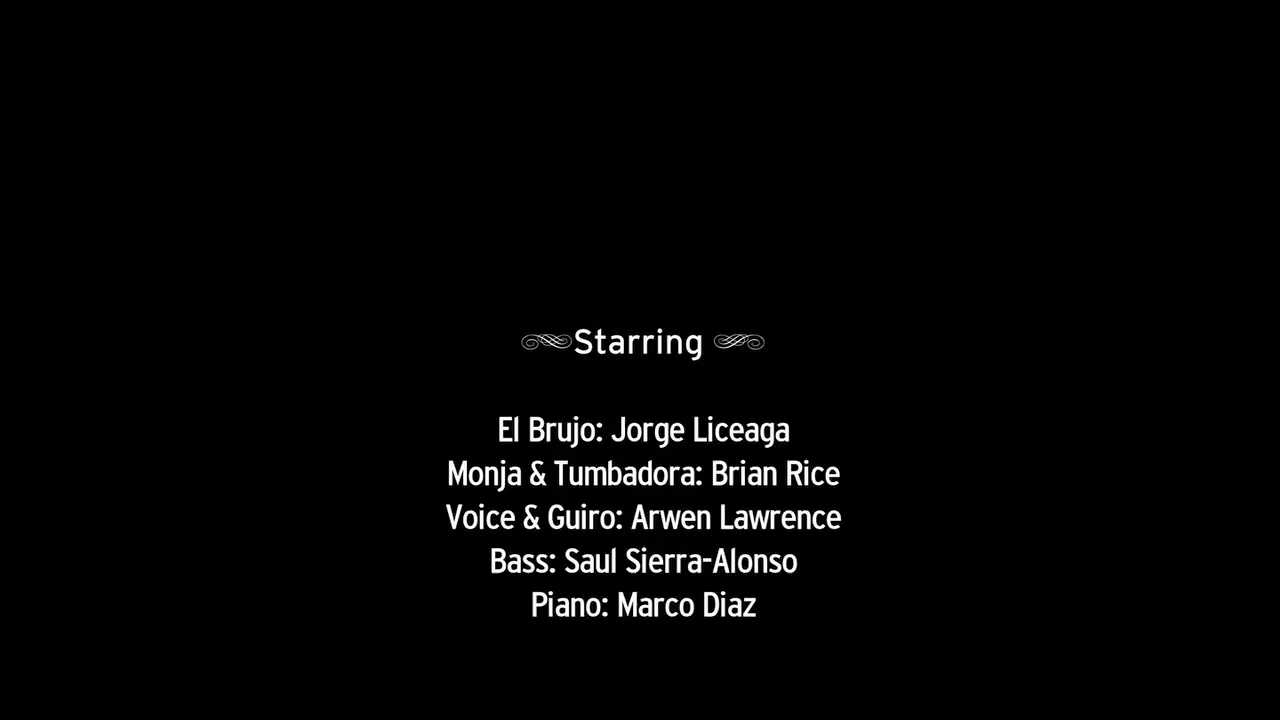 Starring
El Brujo: Jorge Liceaga
Monja & Tumbadora: Brian Rice
Voice & Guiro: Arwen Lawrence
Bass: Saul Sierra-Alonso
Piano: Marco Diaz